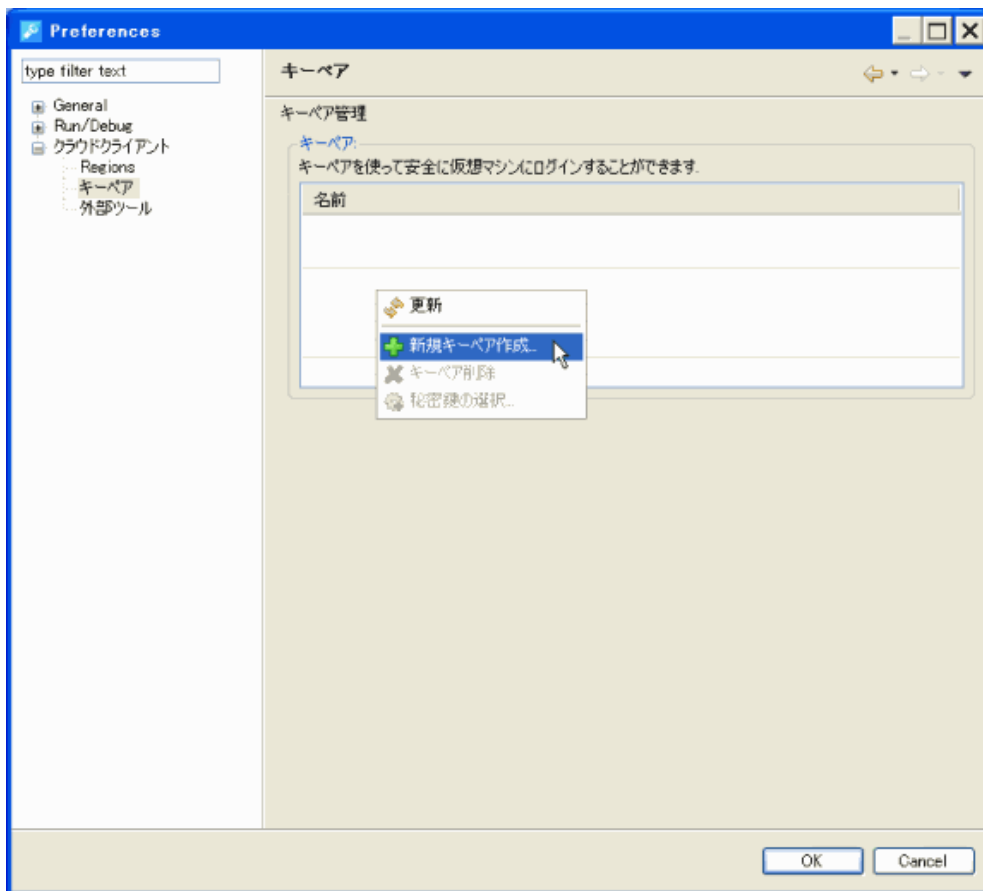 Preferences
type filter text
キーペア
General
Run/Debug
クラウドクライアント
Regions
キーペア
外部ツール
キーペア管理
キーペア:
キーペアを使って安全に仮想マシンにログインすることができます.
名前
更新
新規キーペア作成...
キーペア削除
秘密鍵の選択...
OK
Cancel